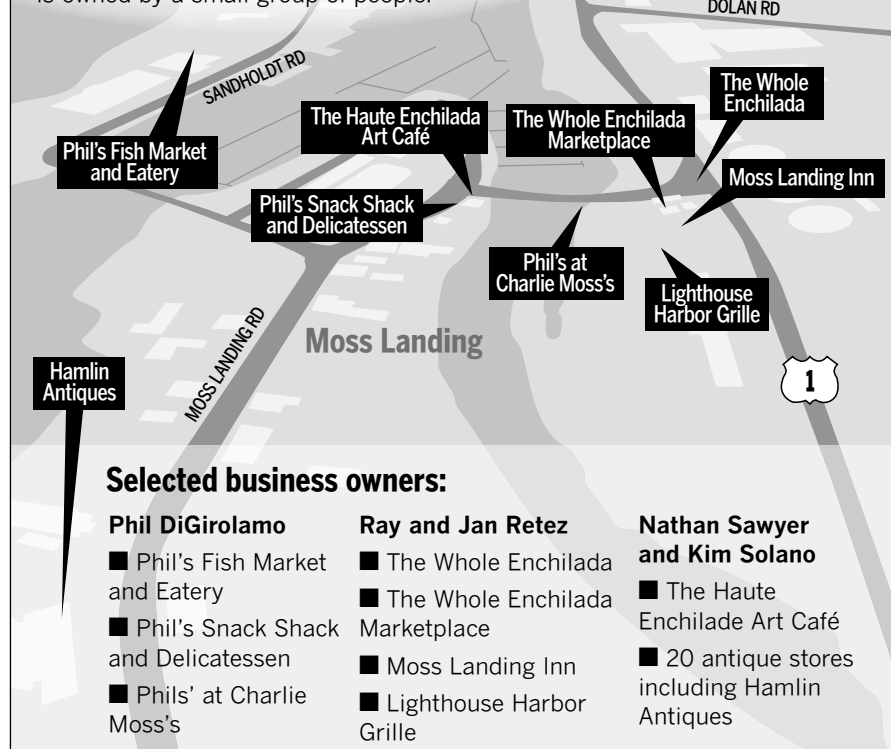 is owned by a small group of people.
DOLAN RD
SANDHOLDT RD
The Whole
Enchilada
The Haute Enchilada
Art Café
The Whole Enchilada
Marketplace
Phil's Fish Market
and Eatery
Moss Landing Inn
Phil's Snack Shack
and Delicatessen
Phil's at
Charlie Moss's
Lighthouse
Harbor Grille
MOSS LANDING RD
Moss Landing
Hamlin
Antiques
1
Selected business owners:
Phil DiGirolamo
■ Phil's Fish Market
and Eatery
■ Phil's Snack Shack
and Delicatessen
■ Phils' at Charlie
Moss's
Ray and Jan Retez
■ The Whole Enchilada
■ The Whole Enchilada
Marketplace
■ Moss Landing Inn
■ Lighthouse Harbor
Grille
Nathan Sawyer
and Kim Solano
■ The Haute
Enchilade Art Café
■ 20 antique stores
including Hamlin
Antiques